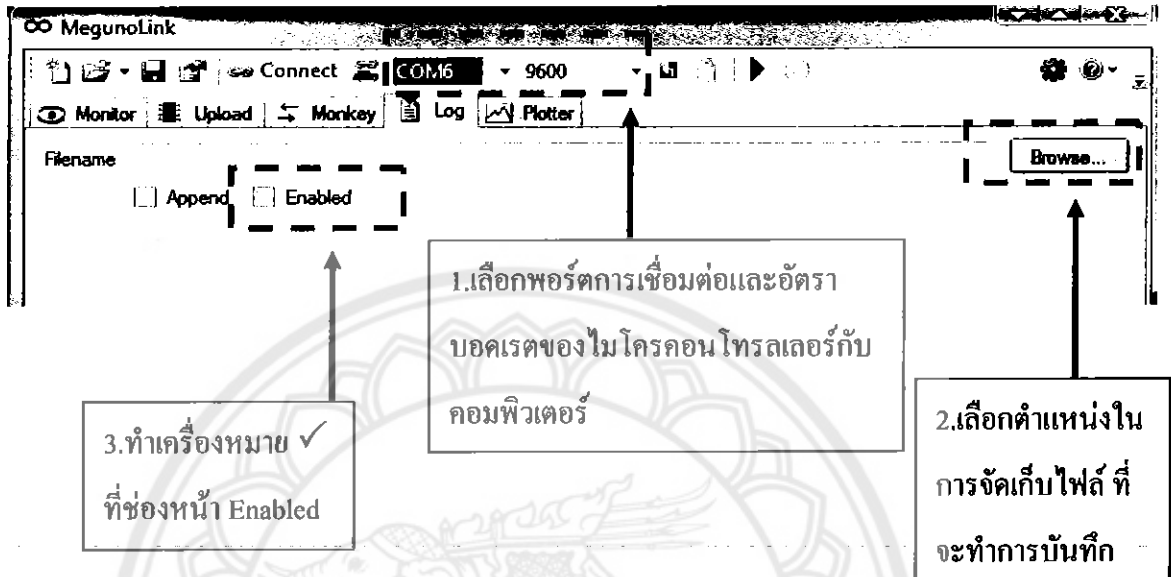 MegunoLink
Connect COM6 9600
Monitor Upload Monkey Log Plotter
Filename
Browse...
Append Enabled
1.เลือกพอร์ตการเชื่อมต่อและอัตรา
บอดเรตของไมโครคอนโทรลเลอร์กับ
คอมพิวเตอร์
2.เลือกตำแหน่งใน
การจัดเก็บไฟล์ ที่
จะทำการบันทึก
3.ทำเครื่องหมาย ✓
ที่ช่องหน้า Enabled